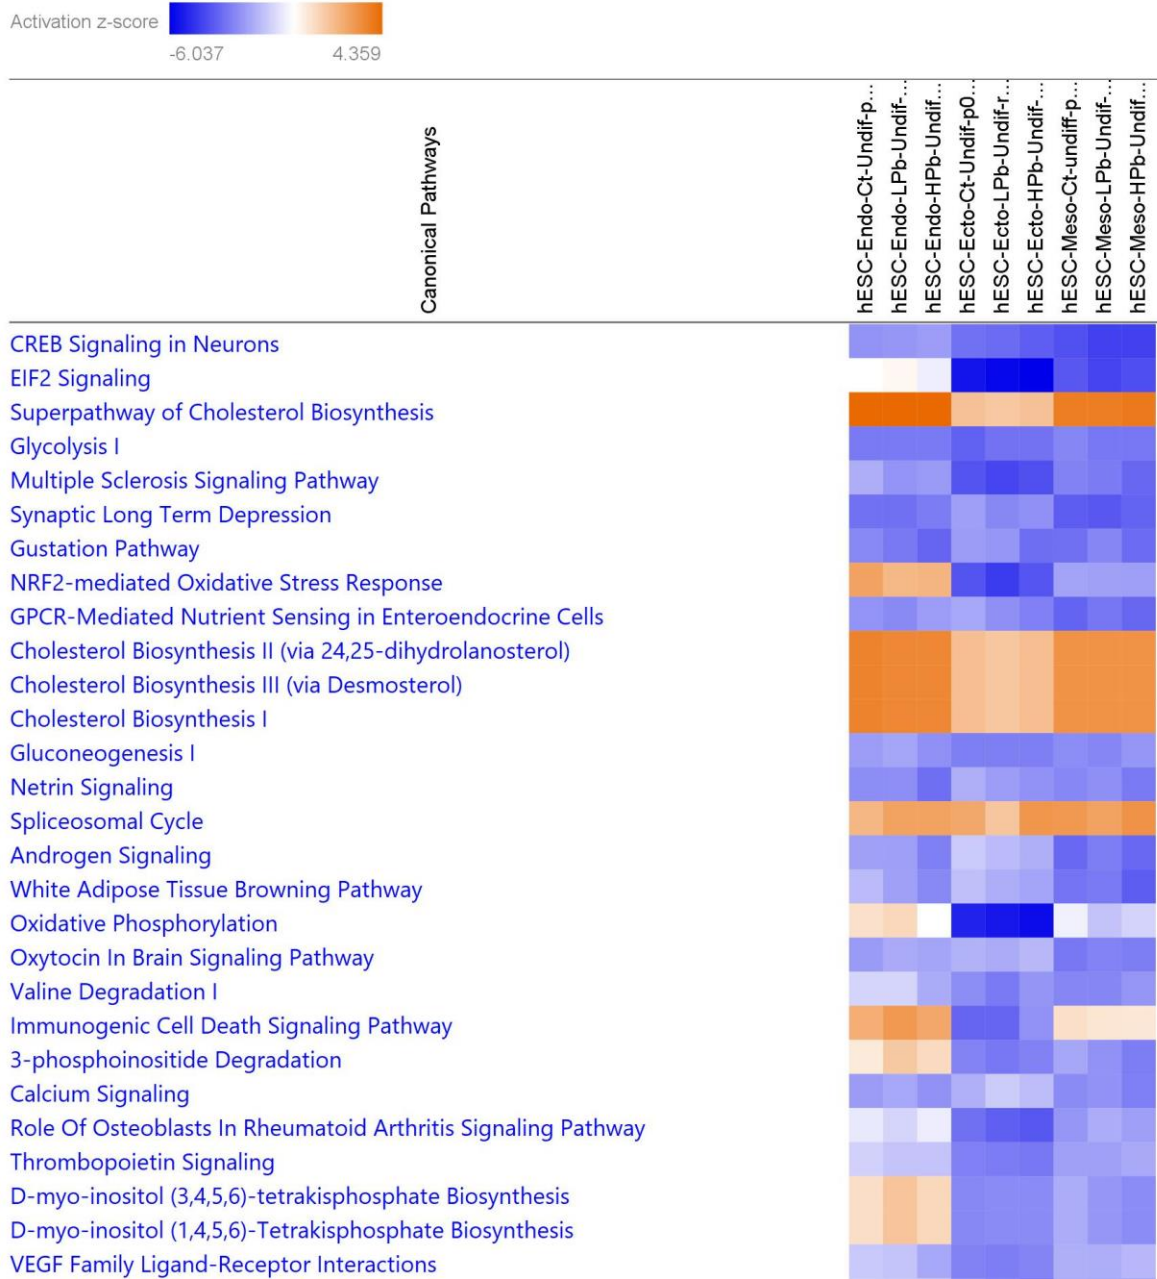 Activation z-score
-6.037 4.359
Canonical Pathways
hESC-Endo-Ct-Undif-p...
hESC-Endo-LPb-Undif-...
hESC-Endo-HPb-Undif...
hESC-Ecto-Ct-Undif-p0...
hESC-Ecto-LPb-Undif-r...
hESC-Ecto-HPb-Undif-...
hESC-Meso-Ct-undiff-p...
hESC-Meso-LPb-Undif-...
hESC-Meso-HPb-Undif...
CREB Signaling in Neurons
EIF2 Signaling
Superpathway of Cholesterol Biosynthesis
Glycolysis I
Multiple Sclerosis Signaling Pathway
Synaptic Long Term Depression
Gustation Pathway
NRF2-mediated Oxidative Stress Response
GPCR-Mediated Nutrient Sensing in Enteroendocrine Cells
Cholesterol Biosynthesis II (via 24,25-dihydrolanosterol)
Cholesterol Biosynthesis III (via Desmosterol)
Cholesterol Biosynthesis I
Gluconeogenesis I
Netrin Signaling
Spliceosomal Cycle
Androgen Signaling
White Adipose Tissue Browning Pathway
Oxidative Phosphorylation
Oxytocin In Brain Signaling Pathway
Valine Degradation I
Immunogenic Cell Death Signaling Pathway
3-phosphoinositide Degradation
Calcium Signaling
Role Of Osteoblasts In Rheumatoid Arthritis Signaling Pathway
Thrombopoietin Signaling
D-myo-inositol (3,4,5,6)-tetrakisphosphate Biosynthesis
D-myo-inositol (1,4,5,6)-Tetrakisphosphate Biosynthesis
VEGF Family Ligand-Receptor Interactions